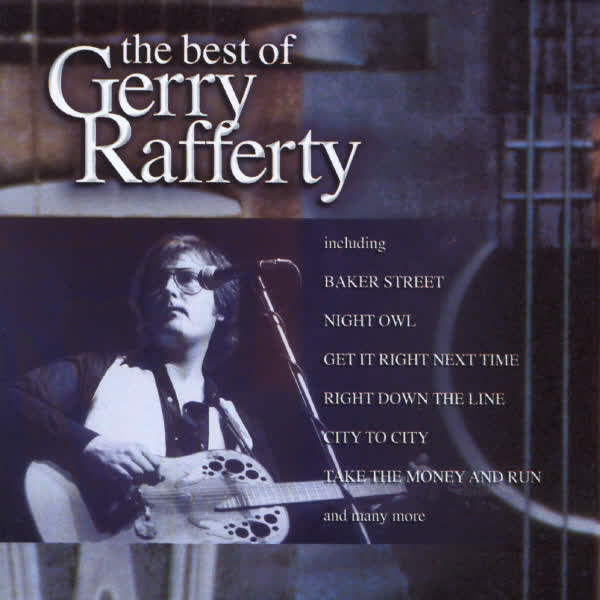 the best of
Gerry
Rafferty
including
BAKER STREET
NIGHT OWL
GET IT RIGHT NEXT TIME
RIGHT DOWN THE LINE
CITY TO CITY
TAKE THE MONEY AND RUN
and many more